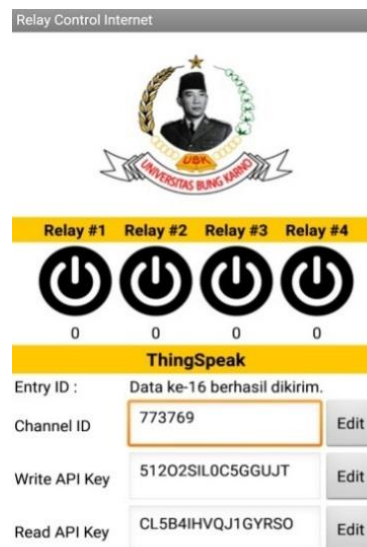 Relay Control Internet
UBK
UNIVERSITAS BUNG KARNO
Relay #1 Relay #2 Relay #3 Relay #4
0 0 0 0
ThingSpeak
Entry ID : Data ke-16 berhasil dikirim.
Channel ID 773769 Edit
Write API Key 512O2SIL0C5GGUJT Edit
Read API Key CL5B4IHVQJ1GYRSO Edit